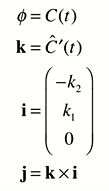 ϕ = C(t)
k = Ĉ′(t)
i = (−k₂ k₁ 0)
j = k × i